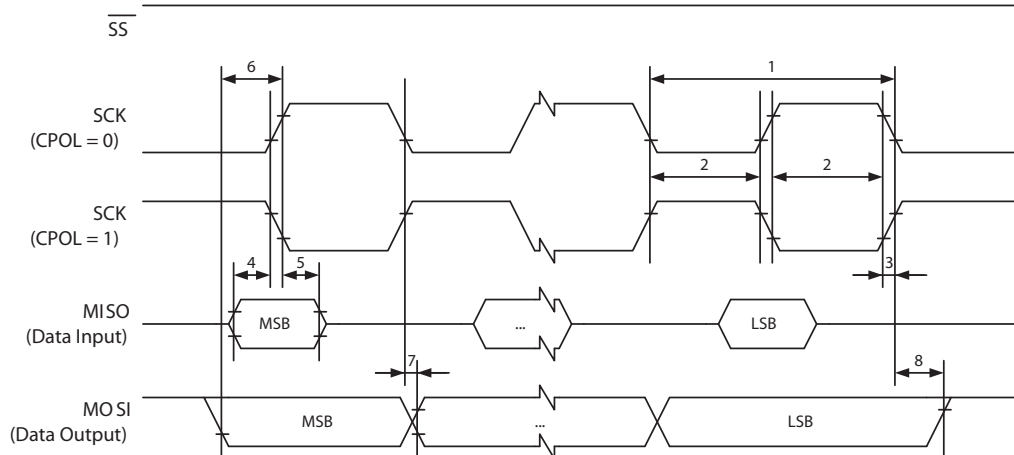 SS
6
1
SCK
(CPOL = 0)
2
2
SCK
(CPOL = 1)
4
5
3
MISO
(Data Input)
MSB
...
LSB
7
8
MOSI
(Data Output)
MSB
...
LSB